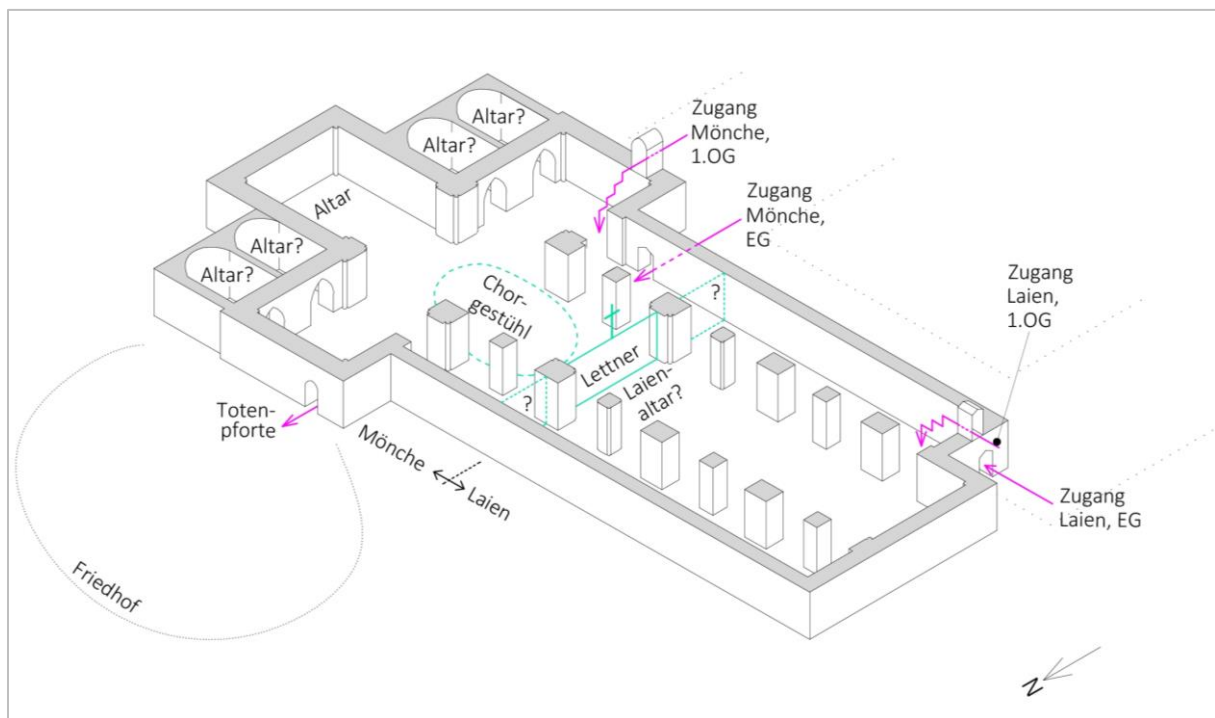 Altar?
Altar?
Altar
Altar?
Altar?
Zugang
Mönche,
1.OG
Zugang
Mönche,
EG
Zugang
Laien,
1.OG
Chor-
gestühl
?
Lettner
Laien-
altar?
?
Toten-
pforte
Mönche
Laien
Zugang
Laien, EG
Friedhof
N